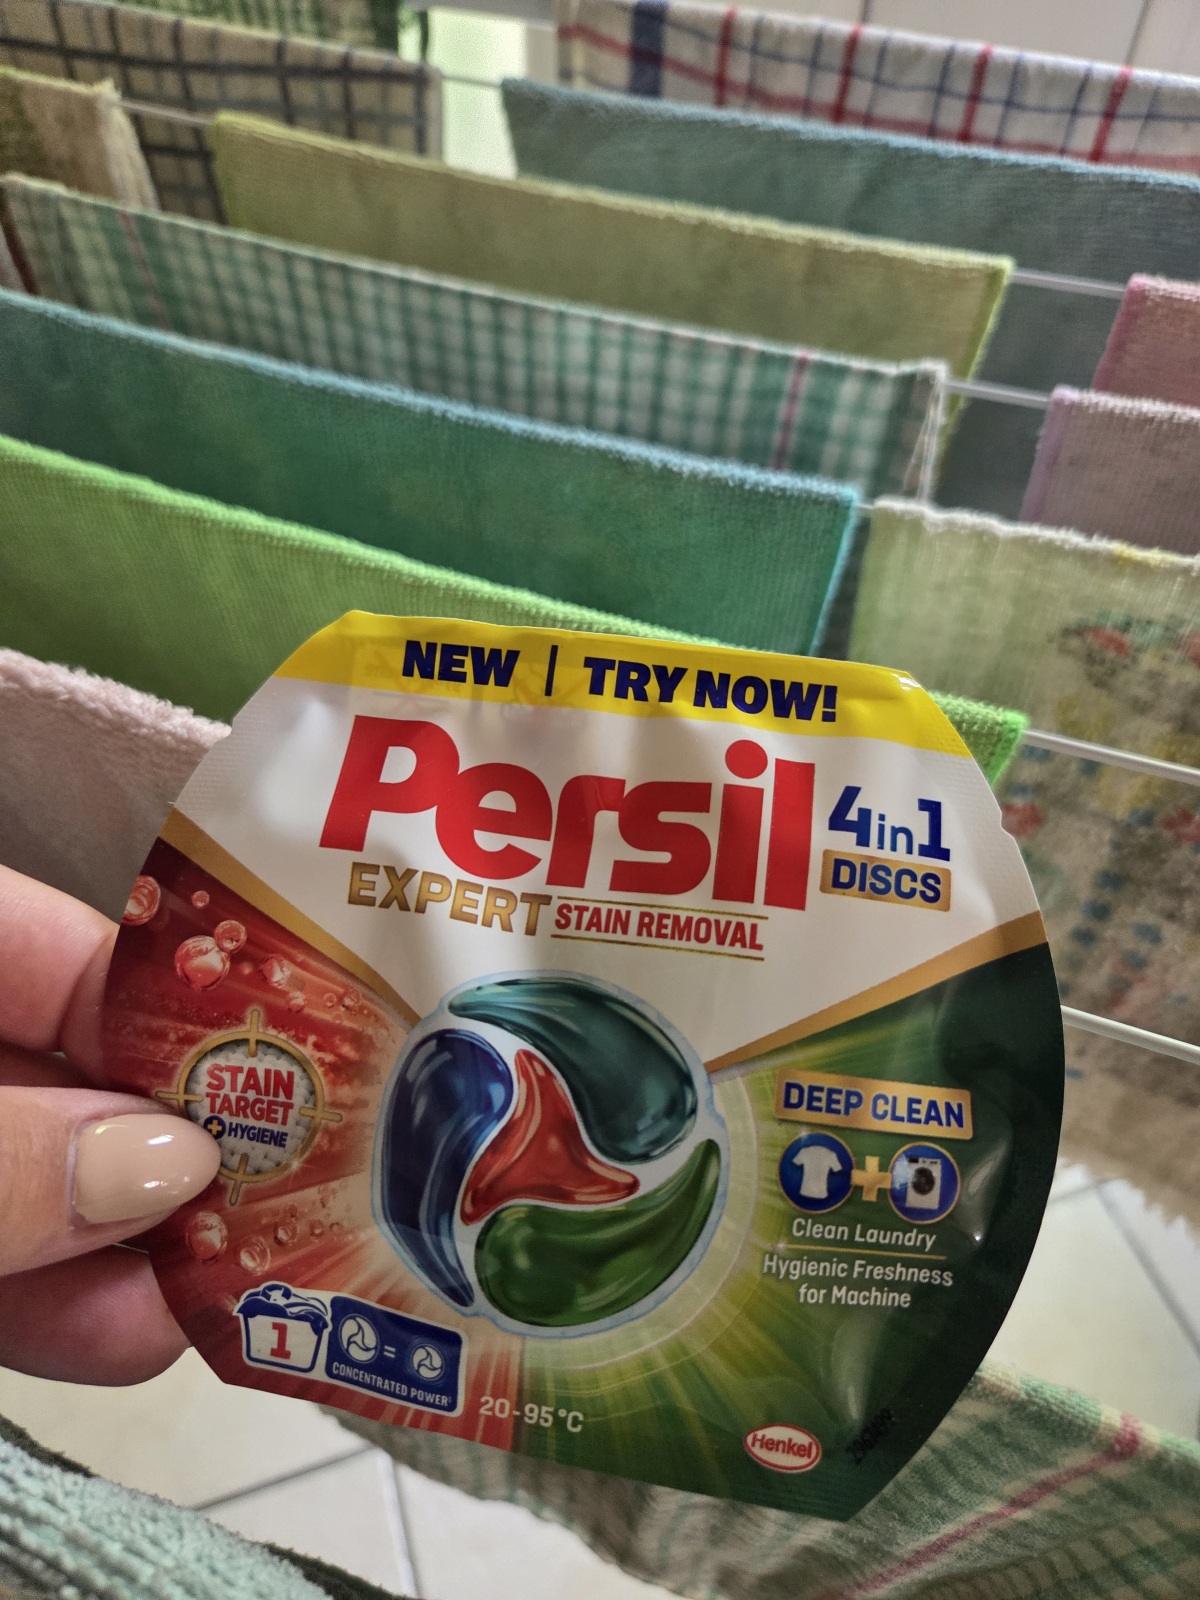 NEW | TRY NOW!
Persil
4in1
DISCS
EXPERT STAIN REMOVAL
STAIN
TARGET
+ HYGIENE
DEEP CLEAN
+
Clean Laundry
Hygienic Freshness
for Machine
1
=
CONCENTRATED POWER
20-95°C
Henkel